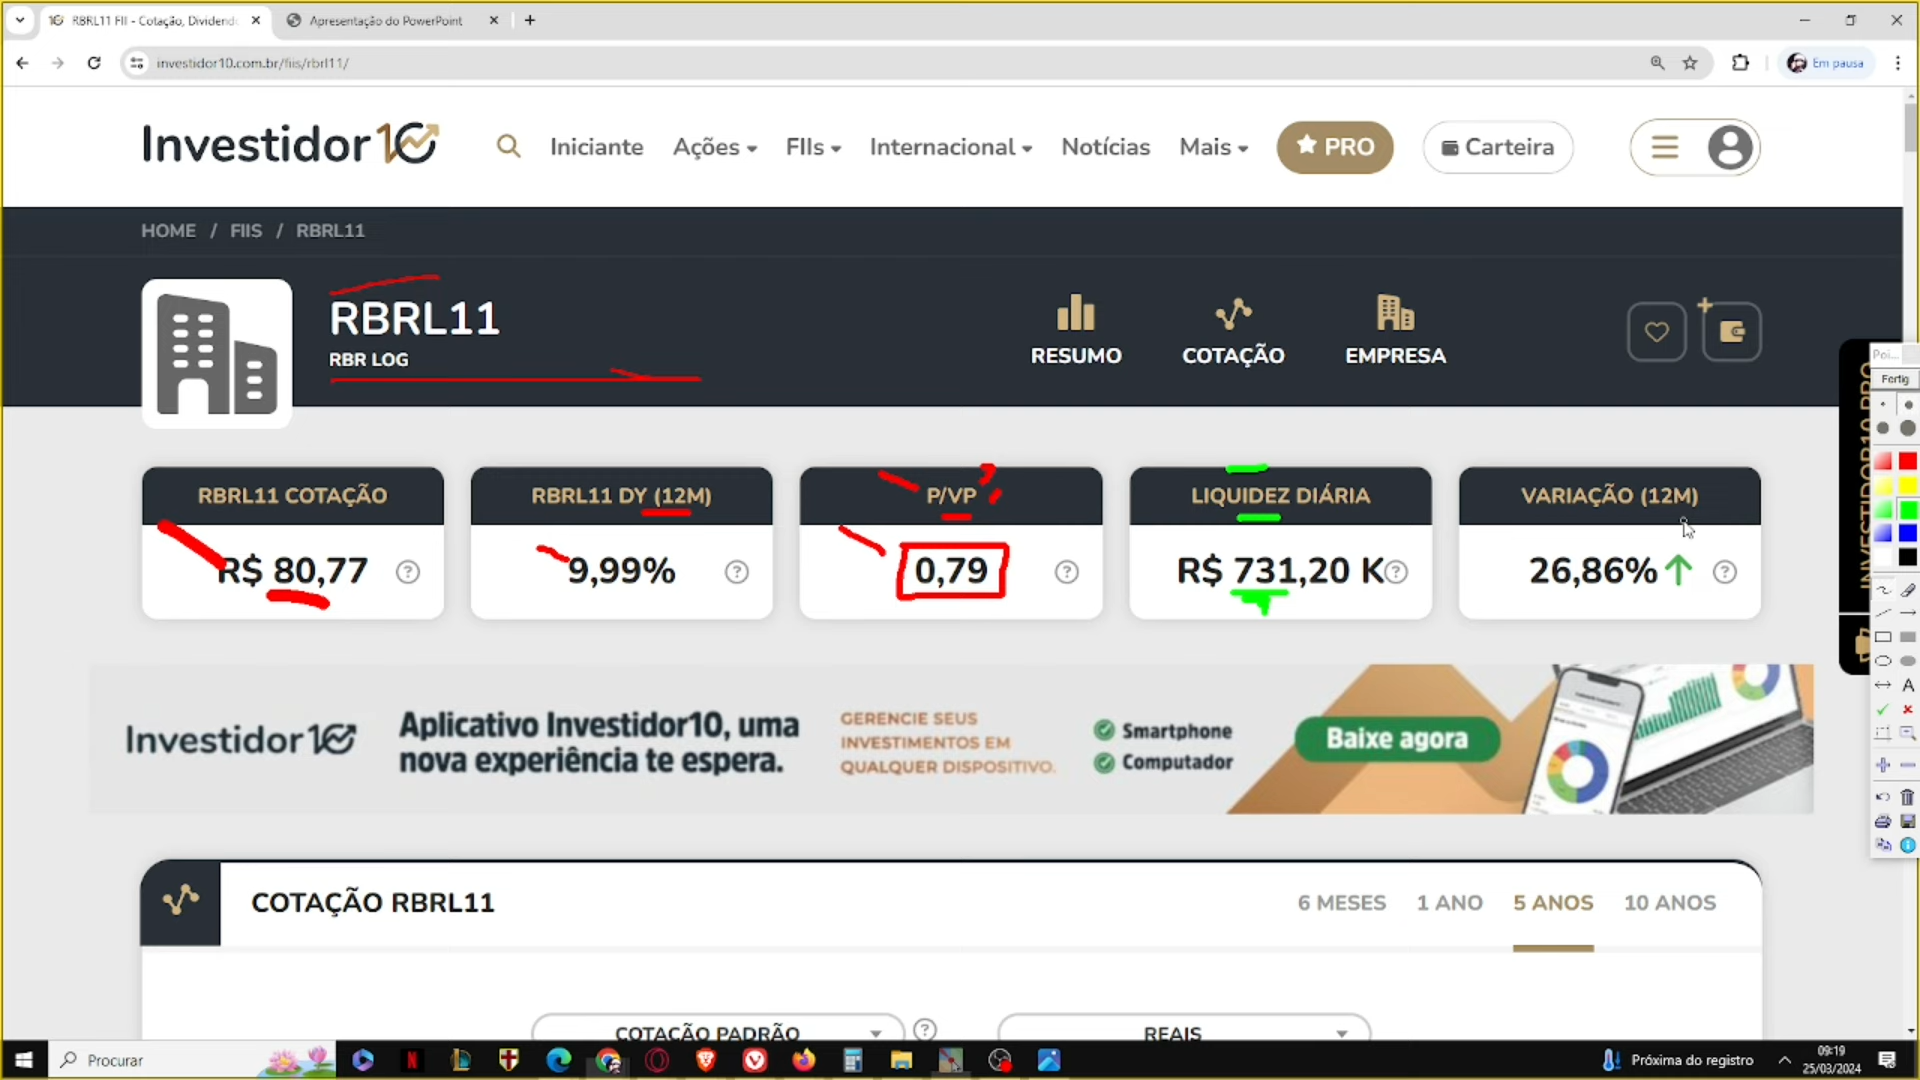 RBRL11 FII - Cotação, Dividend
Apresentação do PowerPoint
investidor10.com.br/fiis/rbrl11/
Em pausa
Investidor10
Iniciante
Ações
FIIs
Internacional
Notícias
Mais
PRO
Carteira
HOME / FIIS / RBRL11
RBRL11
RBR LOG
RESUMO
COTAÇÃO
EMPRESA
INVESTIDOR10 PRO
Poi...
Fertig
RBRL11 COTAÇÃO
R$ 80,77
RBRL11 DY (12M)
9,99%
P/VP
0,79
LIQUIDEZ DIÁRIA
R$ 731,20 K
VARIAÇÃO (12M)
26,86%
Investidor10
Aplicativo Investidor10, uma
nova experiência te espera.
GERENCIE SEUS
INVESTIMENTOS EM
QUALQUER DISPOSITIVO.
Smartphone
Computador
Baixe agora
COTAÇÃO RBRL11
6 MESES
1 ANO
5 ANOS
10 ANOS
COTAÇÃO PADRÃO
REAIS
Procurar
Próxima do registro
09:19
25/03/2024